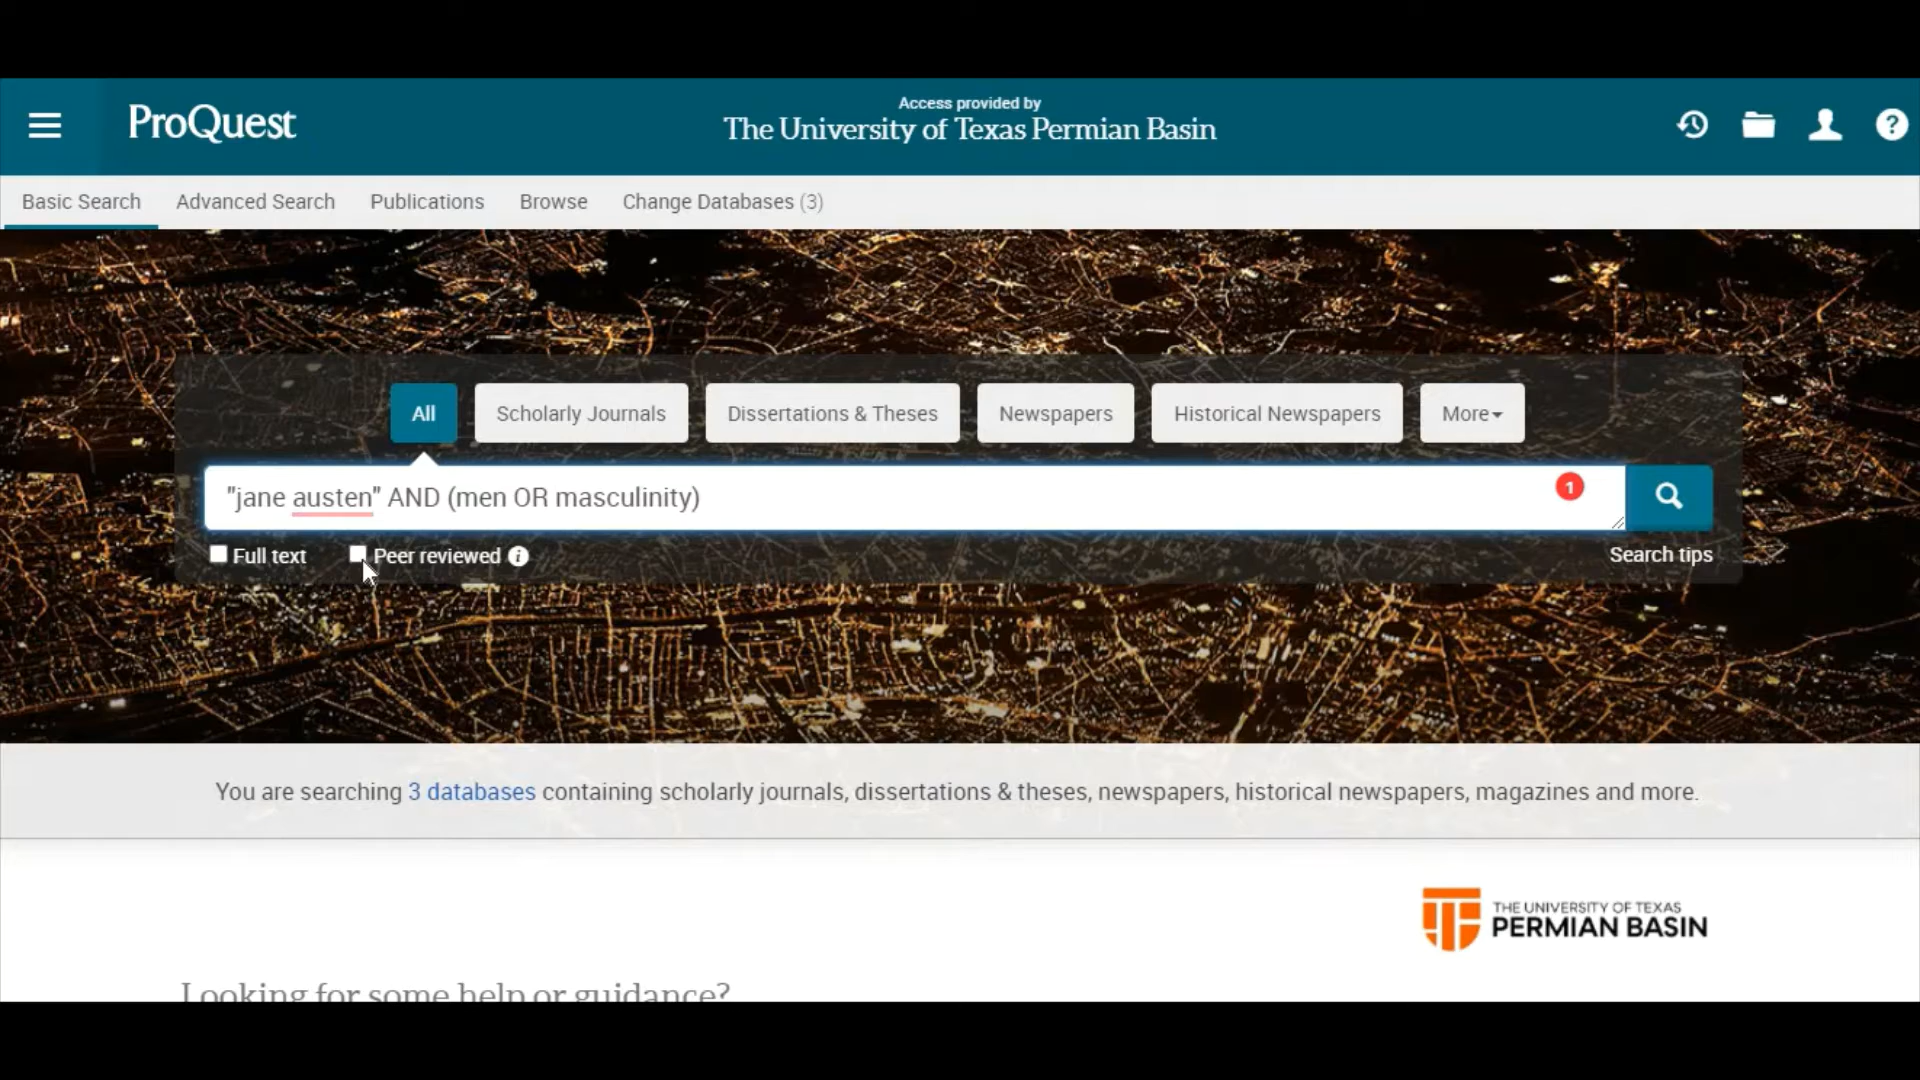 ProQuest
Access provided by
The University of Texas Permian Basin
?
Basic Search
Advanced Search
Publications
Browse
Change Databases (3)
All
Scholarly Journals
Dissertations & Theses
Newspapers
Historical Newspapers
More
"jane austen" AND (men OR masculinity)
1
Full text
Peer reviewed
i
Search tips
You are searching 3 databases containing scholarly journals, dissertations & theses, newspapers, historical newspapers, magazines and more.
THE UNIVERSITY OF TEXAS
PERMIAN BASIN
Looking for some help or guidance?